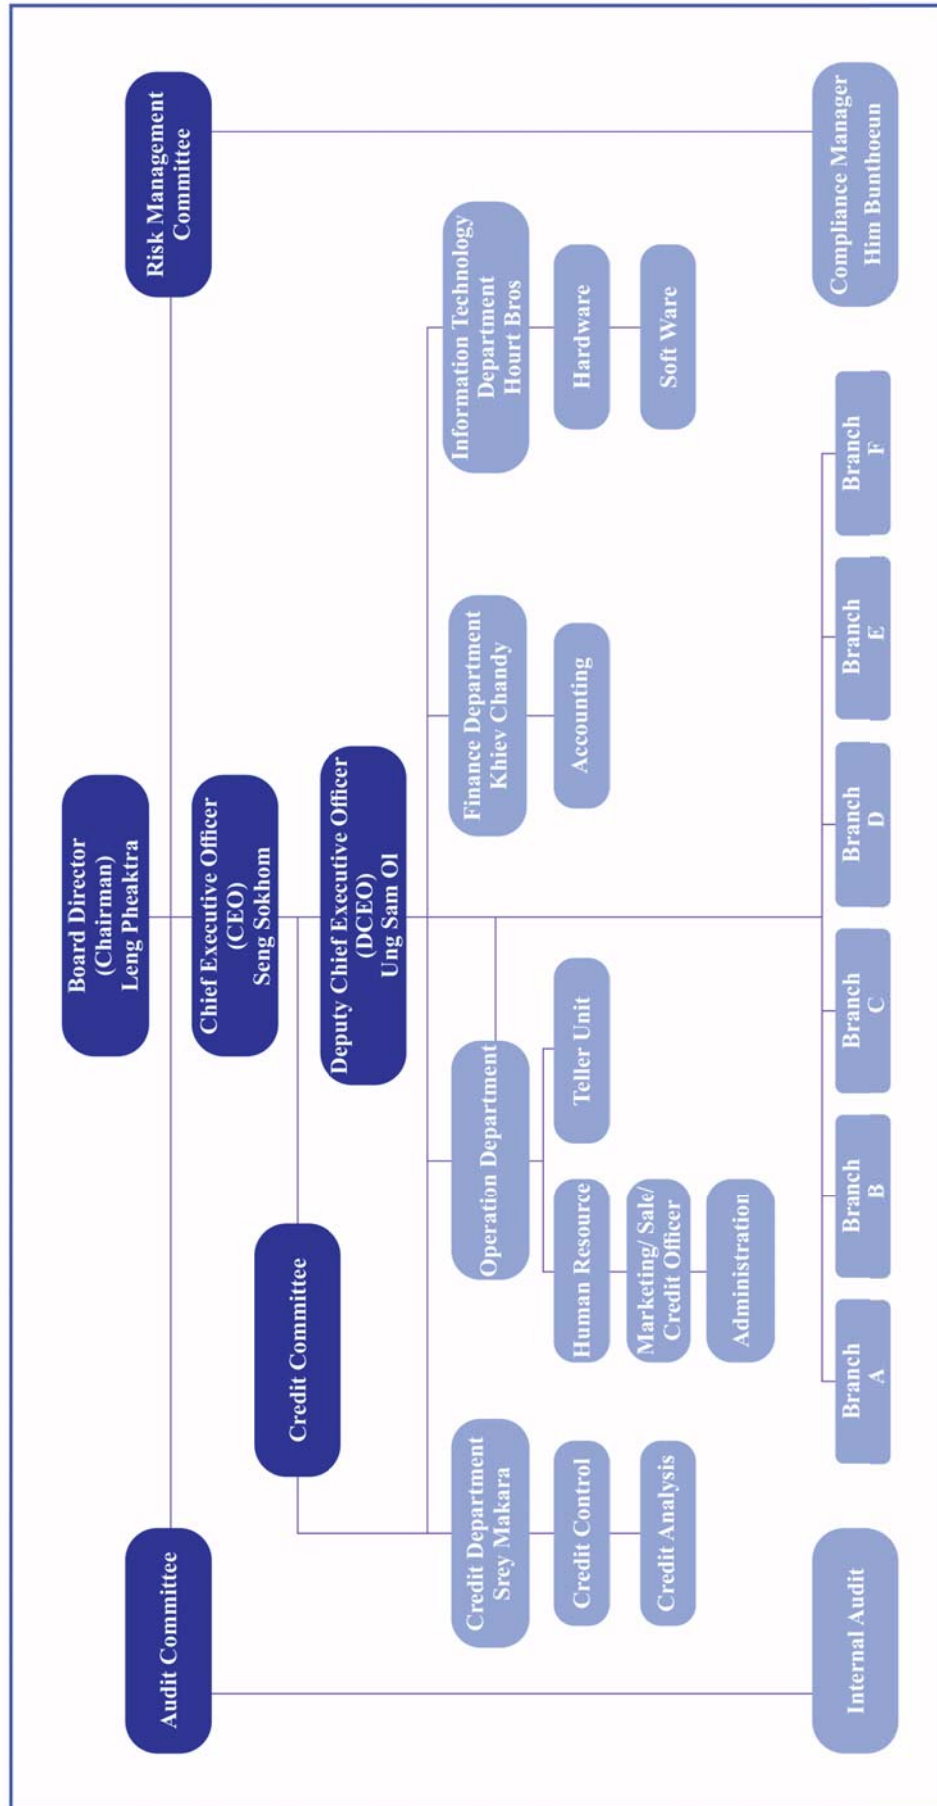 Board Director
(Chairman)
Leng Pheaktra
Audit Committee
Risk Management
Committee
Chief Executive Officer
(CEO)
Seng Sokhom
Credit Committee
Deputy Chief Executive Officer
(DCEO)
Ung Sam Ol
Credit Department
Srey Makara
Operation Department
Finance Department
Khiev Chandy
Information Technology
Department
Hourt Bros
Credit Control
Human Resource
Teller Unit
Accounting
Hardware
Credit Analysis
Marketing/ Sale/
Credit Officer
Soft Ware
Administration
Internal Audit
Branch
A
Branch
B
Branch
C
Branch
D
Branch
E
Branch
F
Compliance Manager
Him Bunthoeun